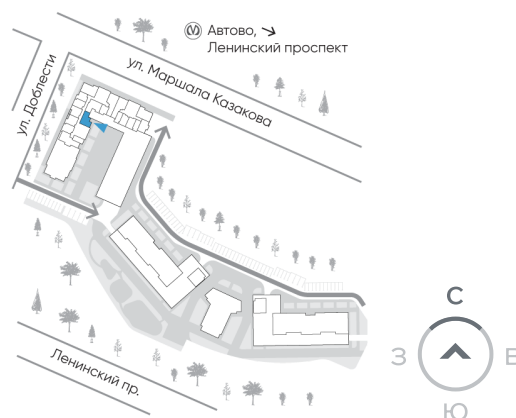 Автово, ↘
Ленинский проспект
ул. Маршала Казакова
ул. Доблести
Ленинский пр.
С
З
В
Ю